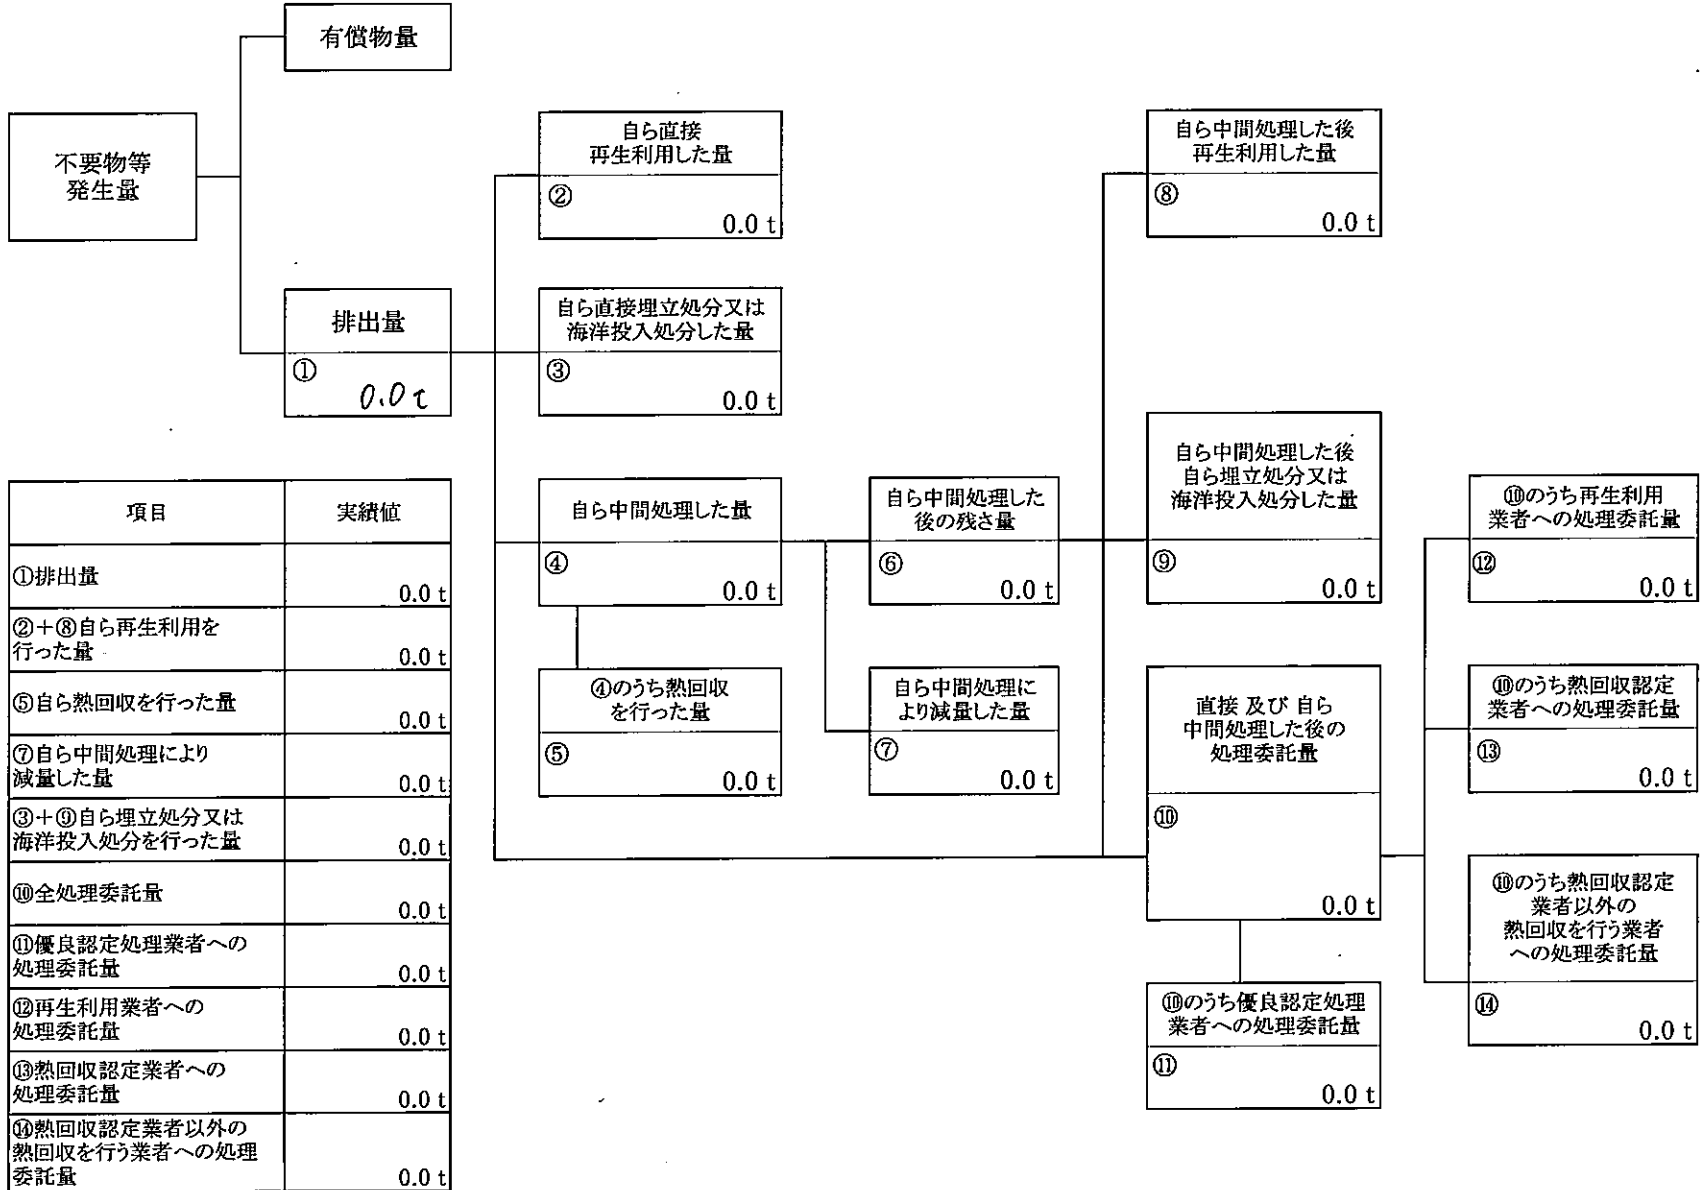 有償物量
不要物等
発生量
排出量
①
0.0 t
自ら直接
再生利用した量
②
0.0 t
自ら直接埋立処分又は
海洋投入処分した量
③
0.0 t
自ら中間処理した量
④
0.0 t
④のうち熱回収
を行った量
⑤
0.0 t
自ら中間処理した
後の残さ量
⑥
0.0 t
自ら中間処理に
より減量した量
⑦
0.0 t
自ら中間処理した後
再生利用した量
⑧
0.0 t
自ら中間処理した後
自ら埋立処分又は
海洋投入処分した量
⑨
0.0 t
直接 及び 自ら
中間処理した後の
処理委託量
⑩
0.0 t
⑩のうち優良認定処理
業者への処理委託量
⑪
0.0 t
⑩のうち再生利用
業者への処理委託量
⑫
0.0 t
⑩のうち熱回収認定
業者への処理委託量
⑬
0.0 t
⑩のうち熱回収認定
業者以外の
熱回収を行う業者
への処理委託量
⑭
0.0 t
項目 実績値
①排出量
0.0 t
②+⑧自ら再生利用を
行った量
0.0 t
⑤自ら熱回収を行った量
0.0 t
⑦自ら中間処理により
減量した量
0.0 t
③+⑨自ら埋立処分又は
海洋投入処分を行った量
0.0 t
⑩全処理委託量
0.0 t
⑪優良認定処理業者への
処理委託量
0.0 t
⑫再生利用業者への
処理委託量
0.0 t
⑬熱回収認定業者への
処理委託量
0.0 t
⑭熱回収認定業者以外の
熱回収を行う業者への処理
委託量
0.0 t